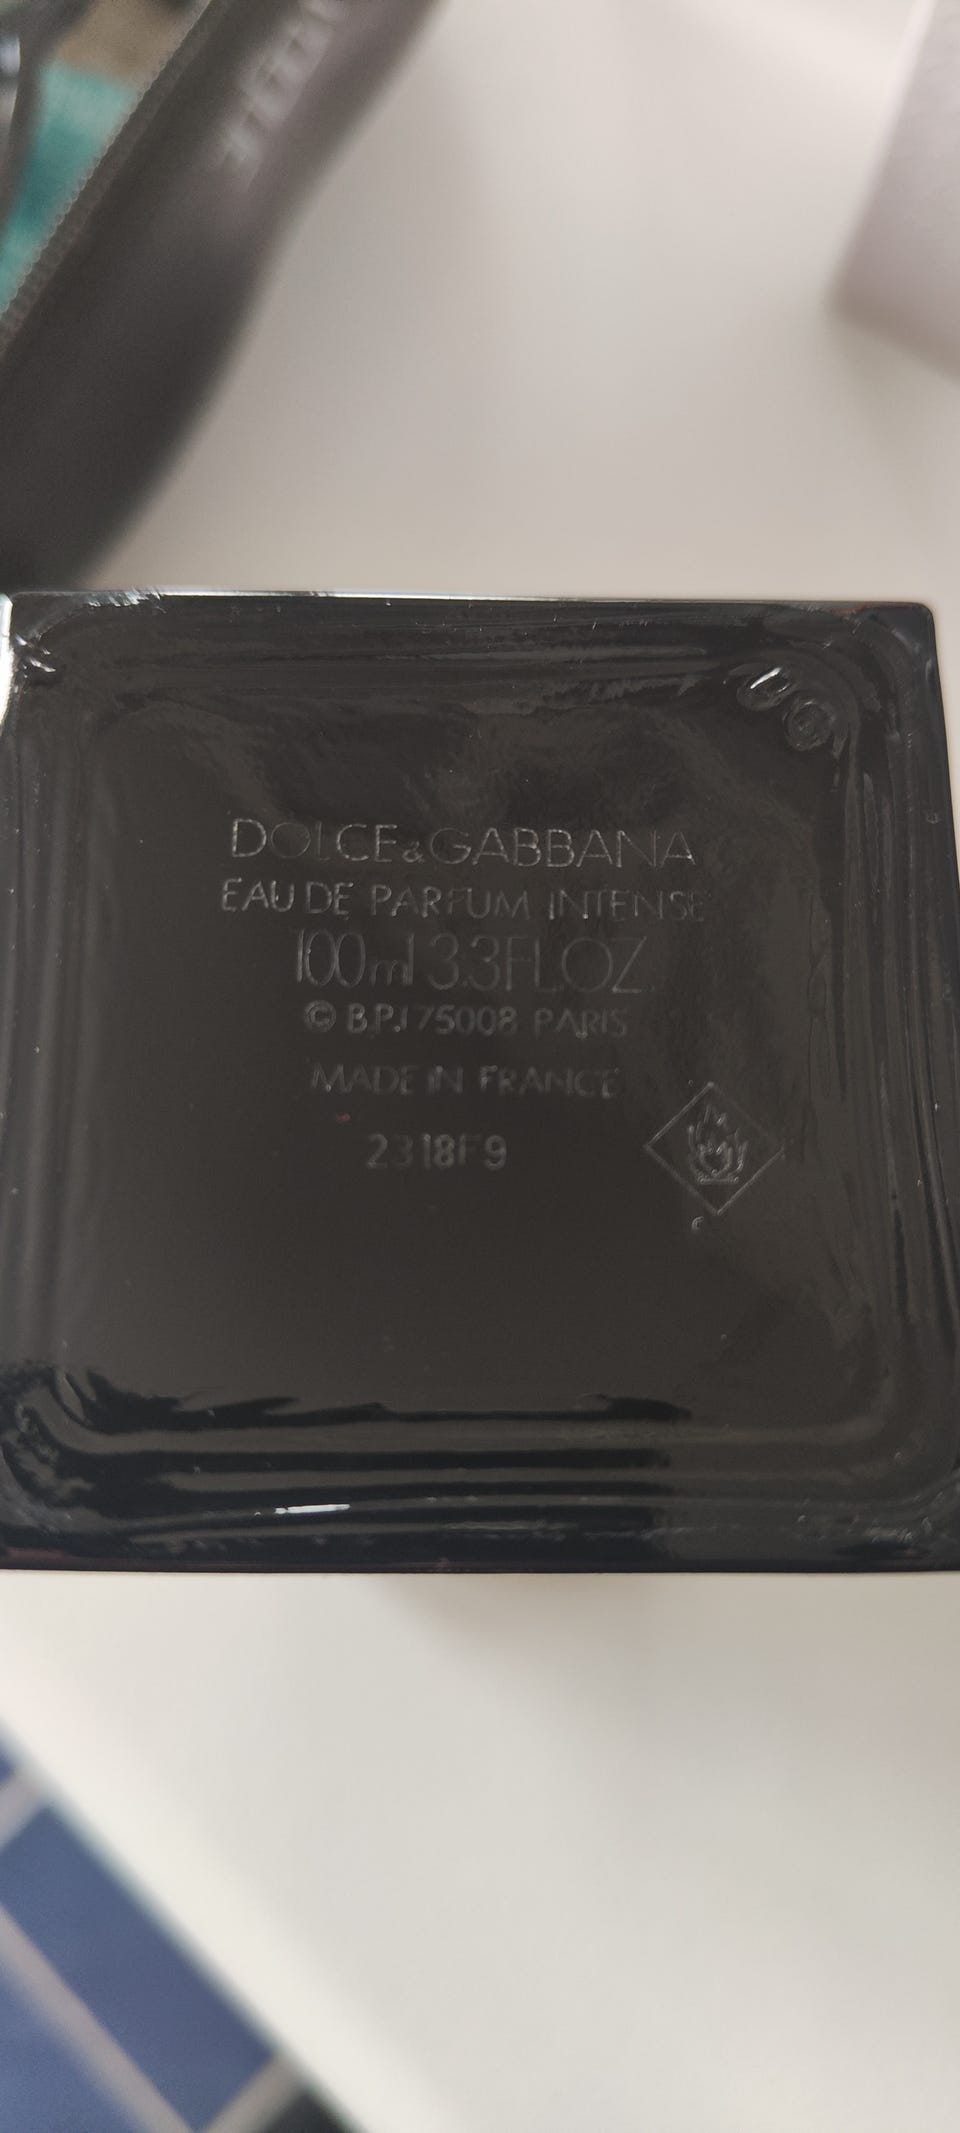 DOLCE&GABBANA
EAU DE PARFUM INTENSE
100ml 3.3FL.OZ.
© B.P.I 75008 PARIS
MADE IN FRANCE
2318F9